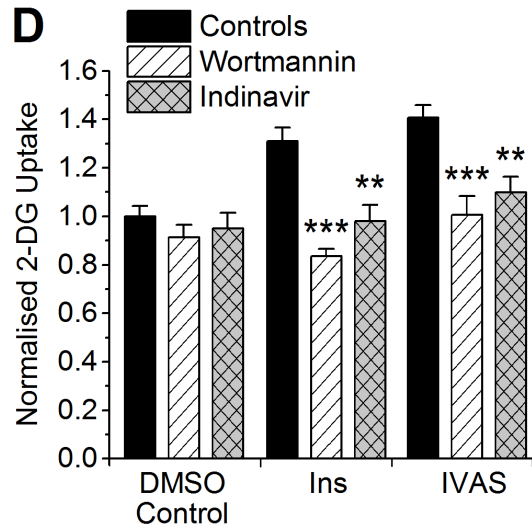 D
Controls
Wortmannin
Indinavir
Normalised 2-DG Uptake
1.6
1.4
1.2
1.0
0.8
0.6
0.4
0.2
0.0
***
**
***
**
DMSO
Control
Ins
IVAS